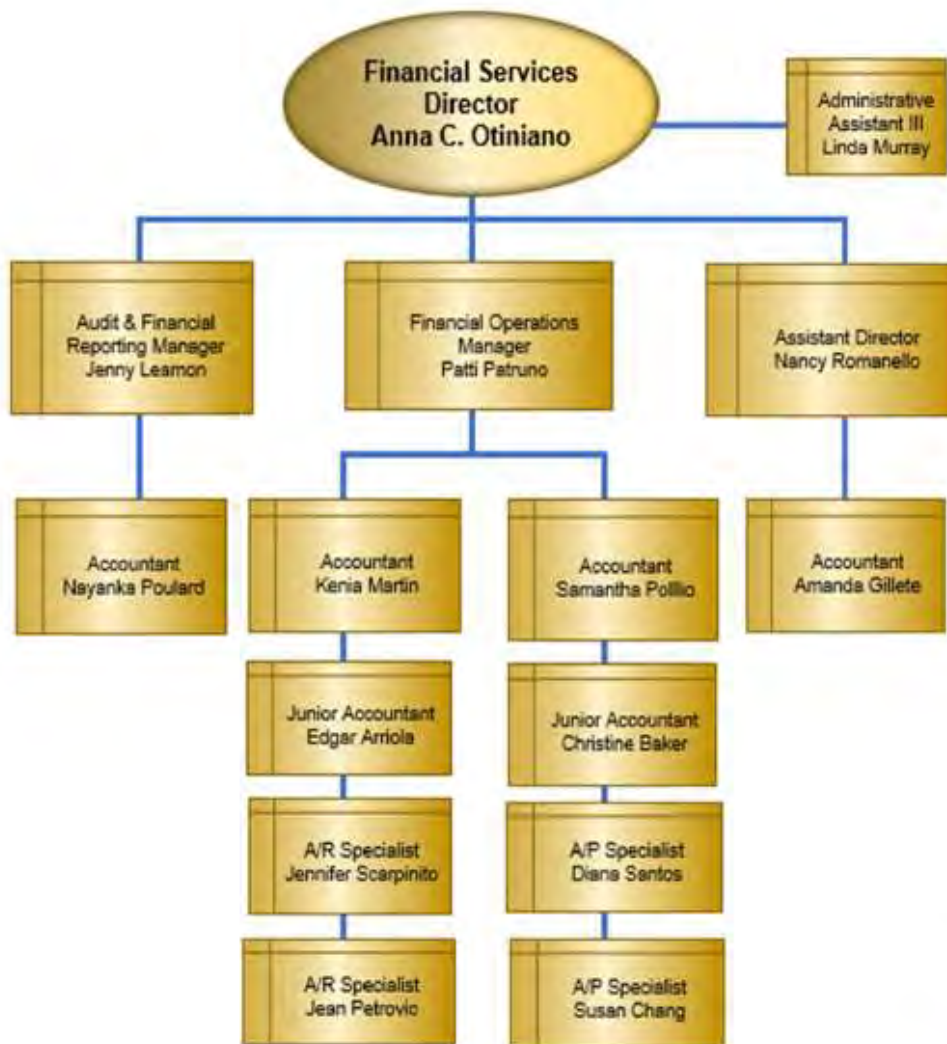 Financial Services
Director
Anna C. Otiniano
Administrative
Assistant III
Linda Murray
Audit & Financial
Reporting Manager
Jenny Leamon
Financial Operations
Manager
Patti Patruno
Assistant Director
Nancy Romanello
Accountant
Nayanka Poulard
Accountant
Kenia Martin
Accountant
Samantha Polllio
Accountant
Amanda Gillete
Junior Accountant
Edgar Arriola
Junior Accountant
Christine Baker
A/R Specialist
Jennifer Scarpinito
A/P Specialist
Diana Santos
A/R Specialist
Jean Petrovic
A/P Specialist
Susan Chang